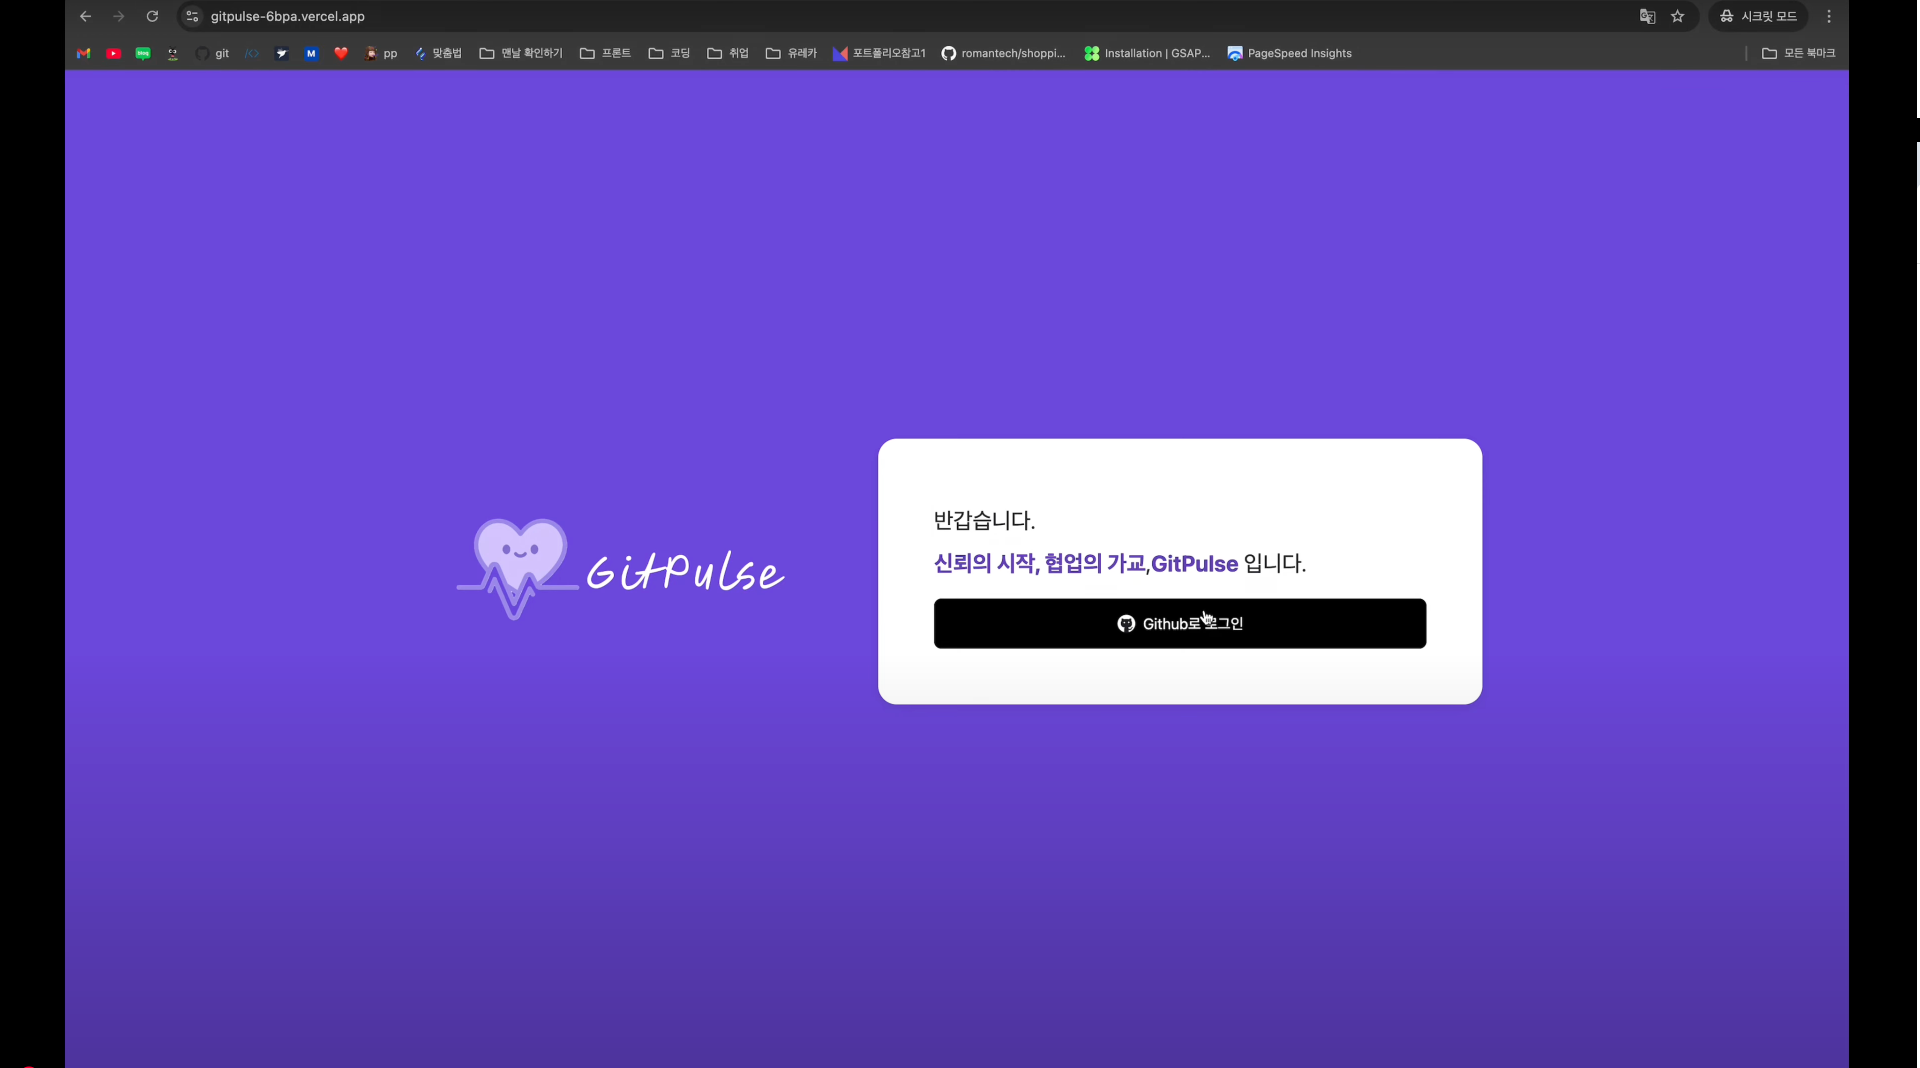 gitpulse-6bpa.vercel.app
시크릿 모드
git
pp
맞춤법
맨날 확인하기
프론트
코딩
취업
유레카
포트폴리오참고1
romantech/shoppi...
Installation | GSAP...
PageSpeed Insights
모든 북마크
반갑습니다.
신뢰의 시작, 협업의 가교,GitPulse 입니다.
GitPulse
Github로 로그인